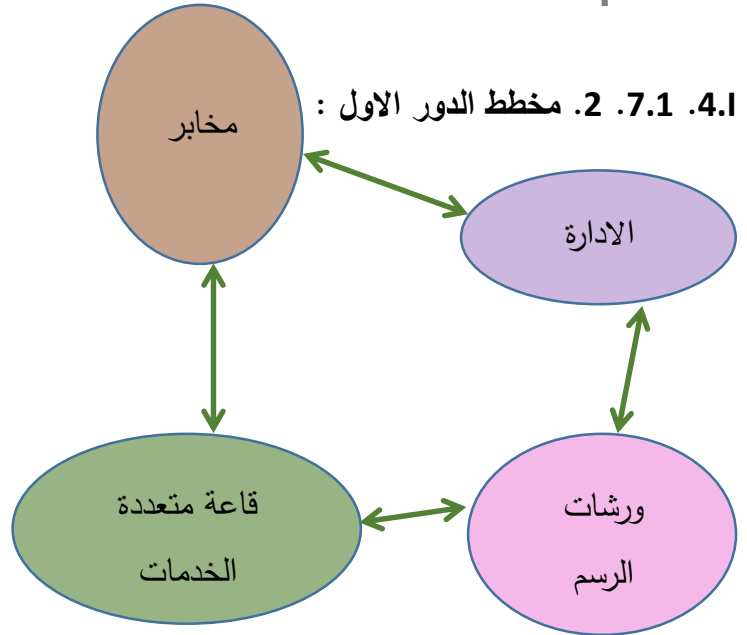 4.I. 7.1. 2. مخطط الدور الاول :
مخابر
الادارة
قاعة متعددة
الخدمات
ورشات
الرسم